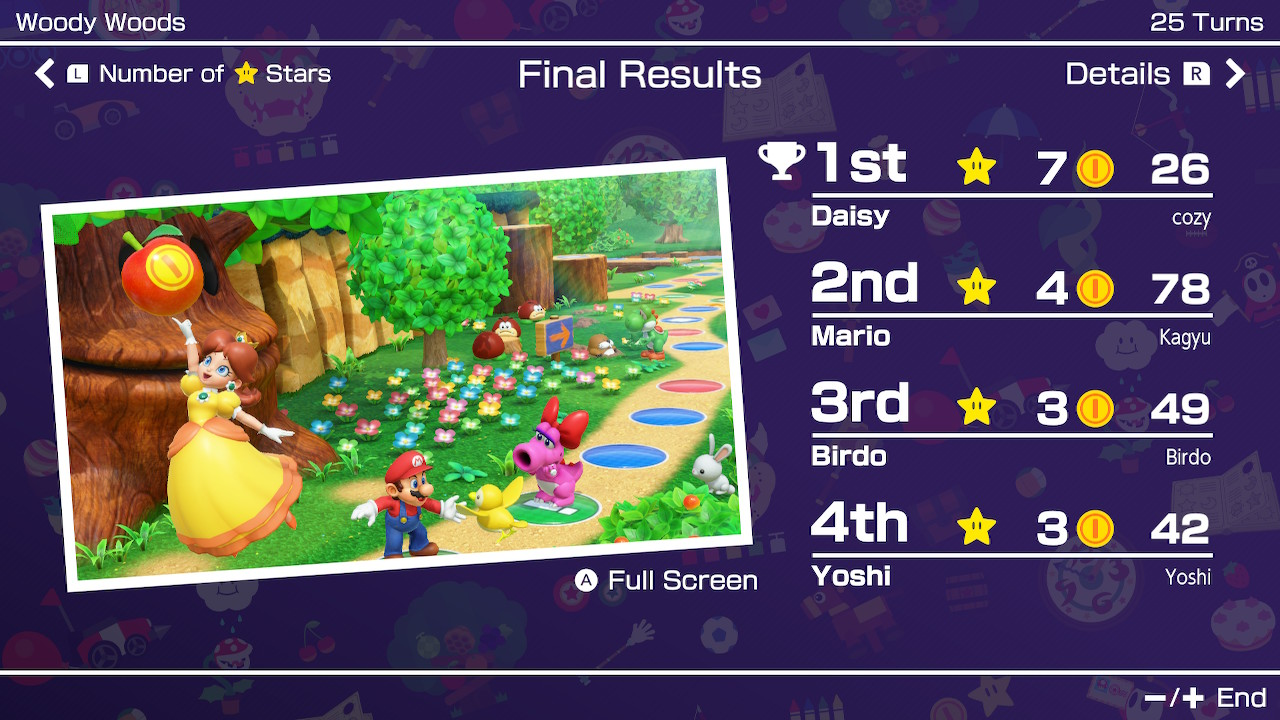 Woody Woods
25 Turns
L Number of Stars
Final Results
Details R
1st 7 26
Daisy cozy
2nd 4 78
Mario Kagyu
3rd 3 49
Birdo Birdo
4th 3 42
Yoshi Yoshi
A Full Screen
−/+ End